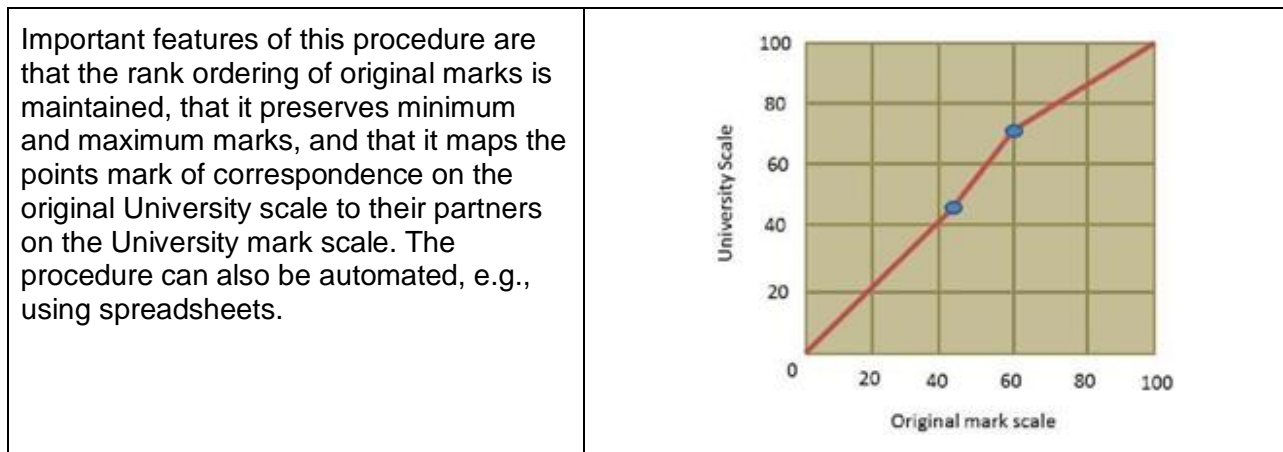 Important features of this procedure are
that the rank ordering of original marks is
maintained, that it preserves minimum
and maximum marks, and that it maps the
points mark of correspondence on the
original University scale to their partners
on the University mark scale. The
procedure can also be automated, e.g.,
using spreadsheets.
100
80
60
40
20
0
University Scale
20 40 60 80 100
Original mark scale